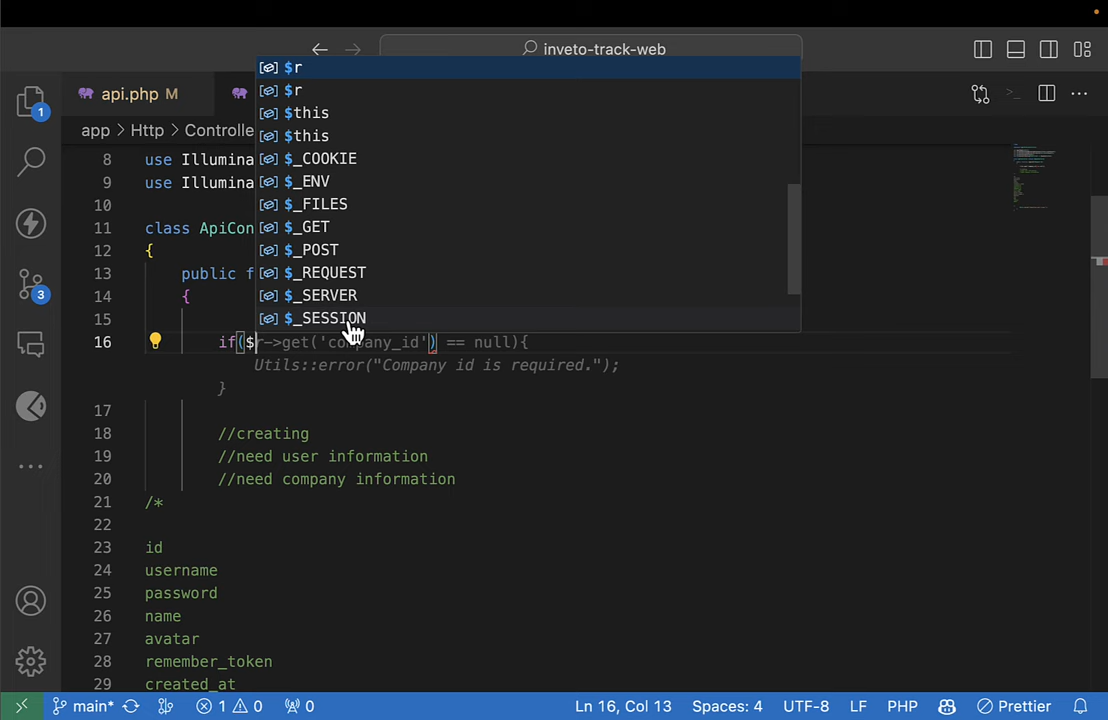 inveto-track-web
1
3
api.php M
app > Http > Controlle
$r
$r
$this
$this
$_COOKIE
$_ENV
$_FILES
$_GET
$_POST
$_REQUEST
$_SERVER
$_SESSION
8 use Illumina
9 use Illumina
10
11 class ApiCon
12 {
13 public f
14 {
15
16 if($r->get('company_id') == null){
Utils::error("Company id is required.");
}
17
18 //creating
19 //need user information
20 //need company information
21 /*
22
23 id
24 username
25 password
26 name
27 avatar
28 remember_token
29 created_at
main* 1 0 0 Ln 16, Col 13 Spaces: 4 UTF-8 LF PHP Prettier